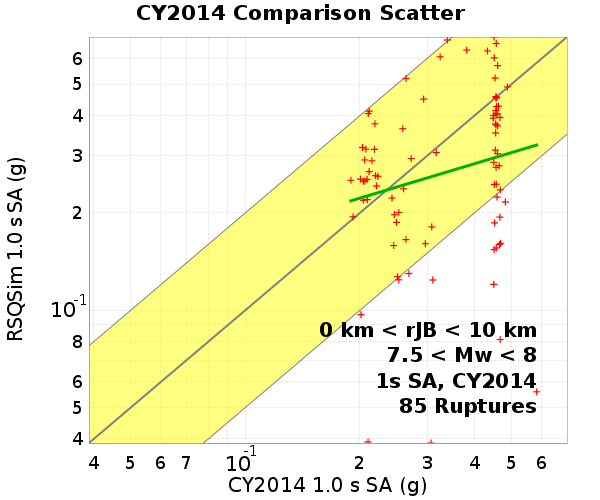 CY2014 Comparison Scatter
RSQSim 1.0 s SA (g)
6
5
4
3
2
10-1
8
6
5
4
0 km < rJB < 10 km
7.5 < Mw < 8
1s SA, CY2014
85 Ruptures
4 5 6 7 10-1 2 3 4 5 6
CY2014 1.0 s SA (g)